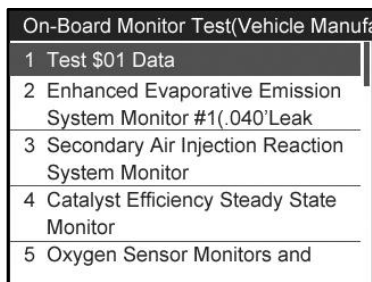 On-Board Monitor Test(Vehicle Manufa
1 Test $01 Data
2 Enhanced Evaporative Emission
System Monitor #1(.040'Leak
3 Secondary Air Injection Reaction
System Monitor
4 Catalyst Efficiency Steady State
Monitor
5 Oxygen Sensor Monitors and